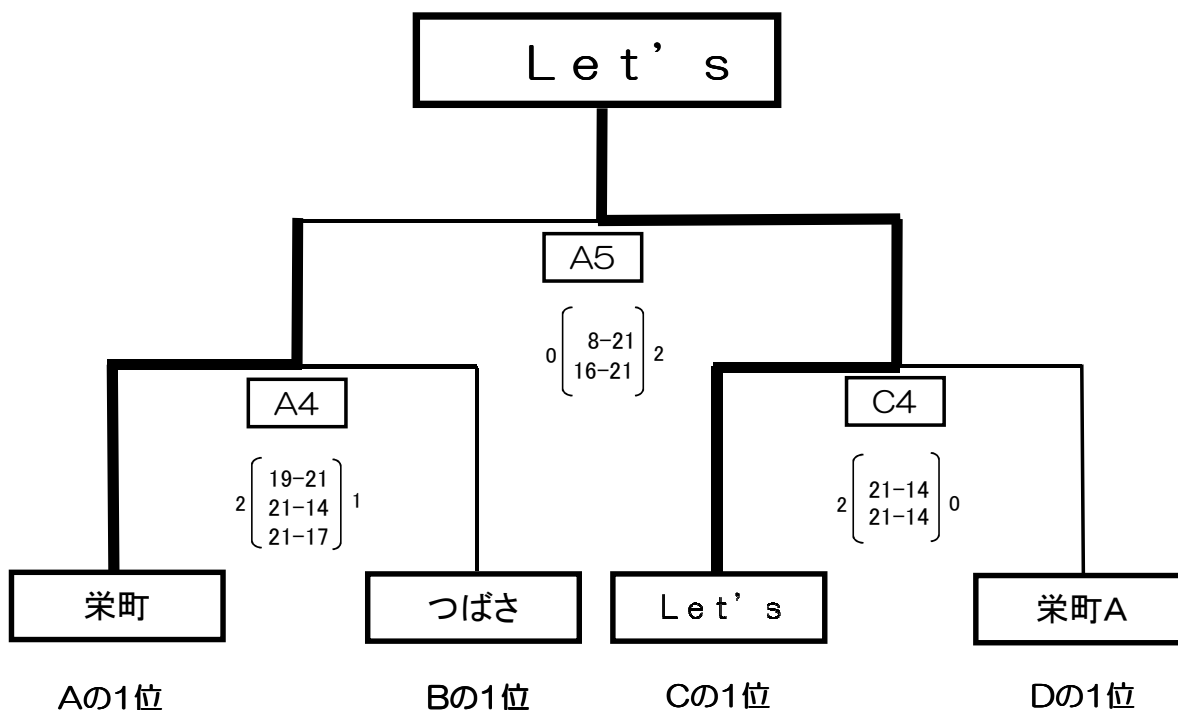 Ｌｅｔ’ｓ
A5
0 8-21 2
16-21
A4
C4
2 19-21 1
21-14
21-17
2 21-14 0
21-14
栄町
つばさ
Ｌｅｔ’ｓ
栄町A
Aの1位
Bの1位
Cの1位
Dの1位